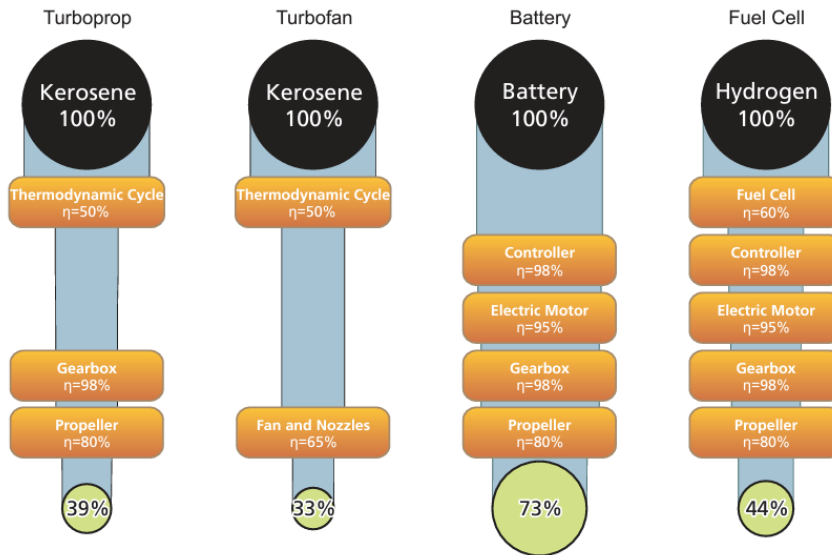 Turboprop
Kerosene
100%
Thermodynamic Cycle
η=50%
Gearbox
η=98%
Propeller
η=80%
39%
Turbofan
Kerosene
100%
Thermodynamic Cycle
η=50%
Fan and Nozzles
η=65%
33%
Battery
Battery
100%
Controller
η=98%
Electric Motor
η=95%
Gearbox
η=98%
Propeller
η=80%
73%
Fuel Cell
Hydrogen
100%
Fuel Cell
η=60%
Controller
η=98%
Electric Motor
η=95%
Gearbox
η=98%
Propeller
η=80%
44%